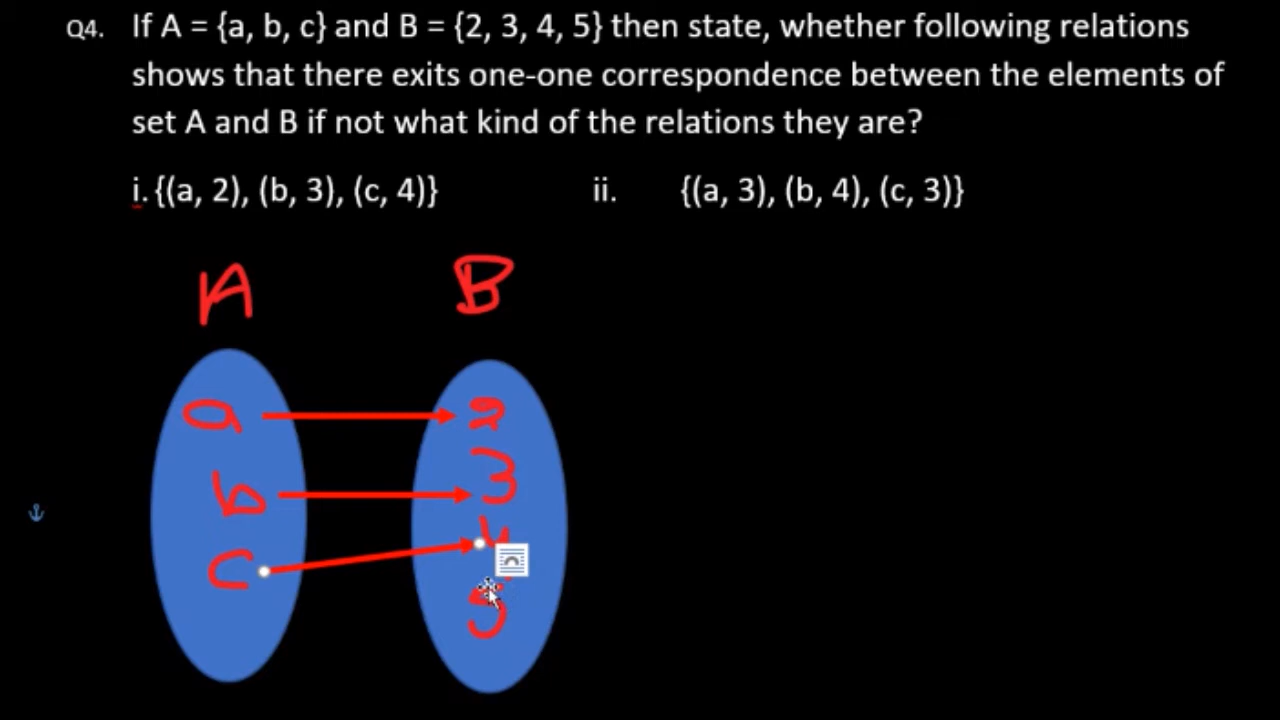 Q4. If A = {a, b, c} and B = {2, 3, 4, 5} then state, whether following relations
shows that there exits one-one correspondence between the elements of
set A and B if not what kind of the relations they are?
i. {(a, 2), (b, 3), (c, 4)} ii. {(a, 3), (b, 4), (c, 3)}
A B
a 2
b 3
c 4
5